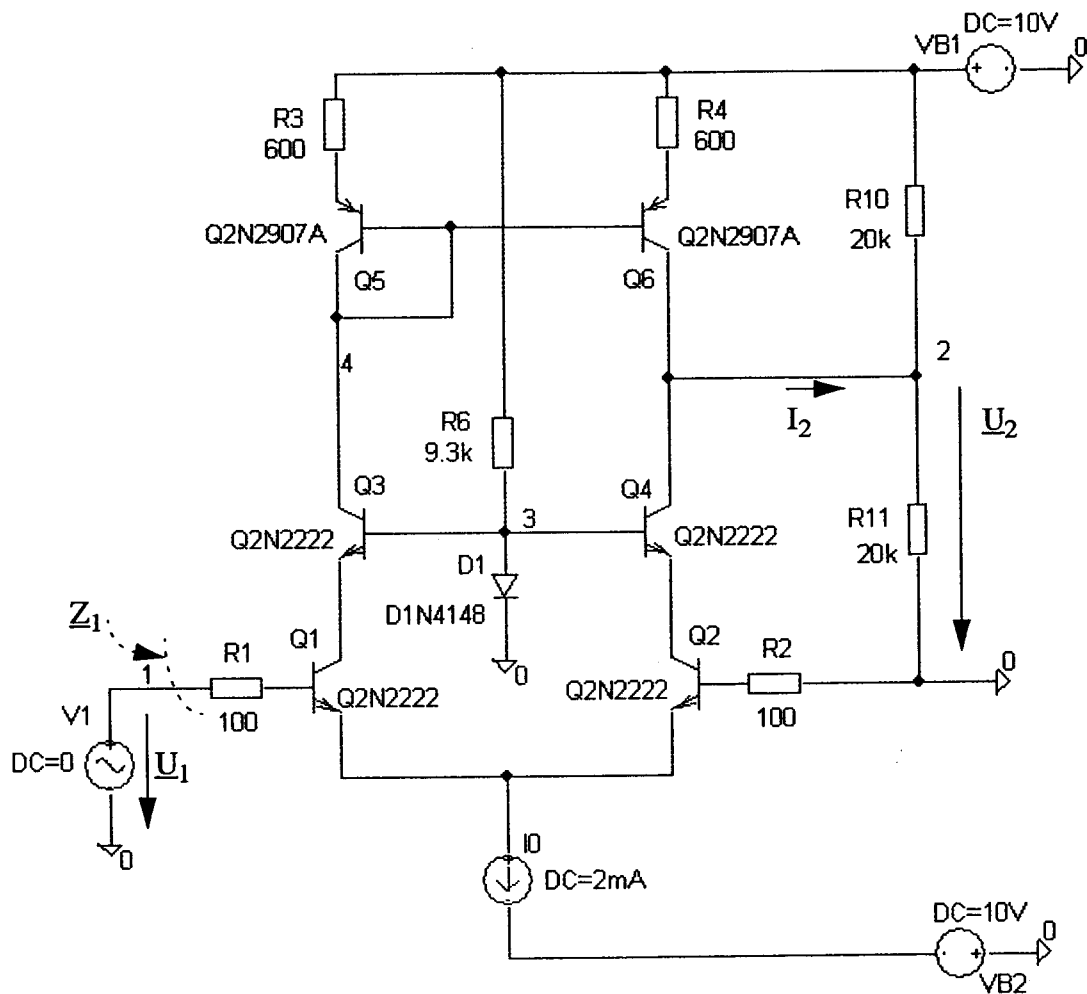 DC=10V
VB1
0
R3
600
R4
600
R10
20k
Q2N2907A
Q2N2907A
Q5
Q6
4
2
I2
U2
R6
9.3k
Q3
Q4
3
R11
20k
Q2N2222
Q2N2222
D1
D1N4148
Z1
0
1
R1
Q1
Q2
R2
0
Q2N2222
Q2N2222
100
100
V1
DC=0
U1
0
I0
DC=2mA
DC=10V
0
VB2